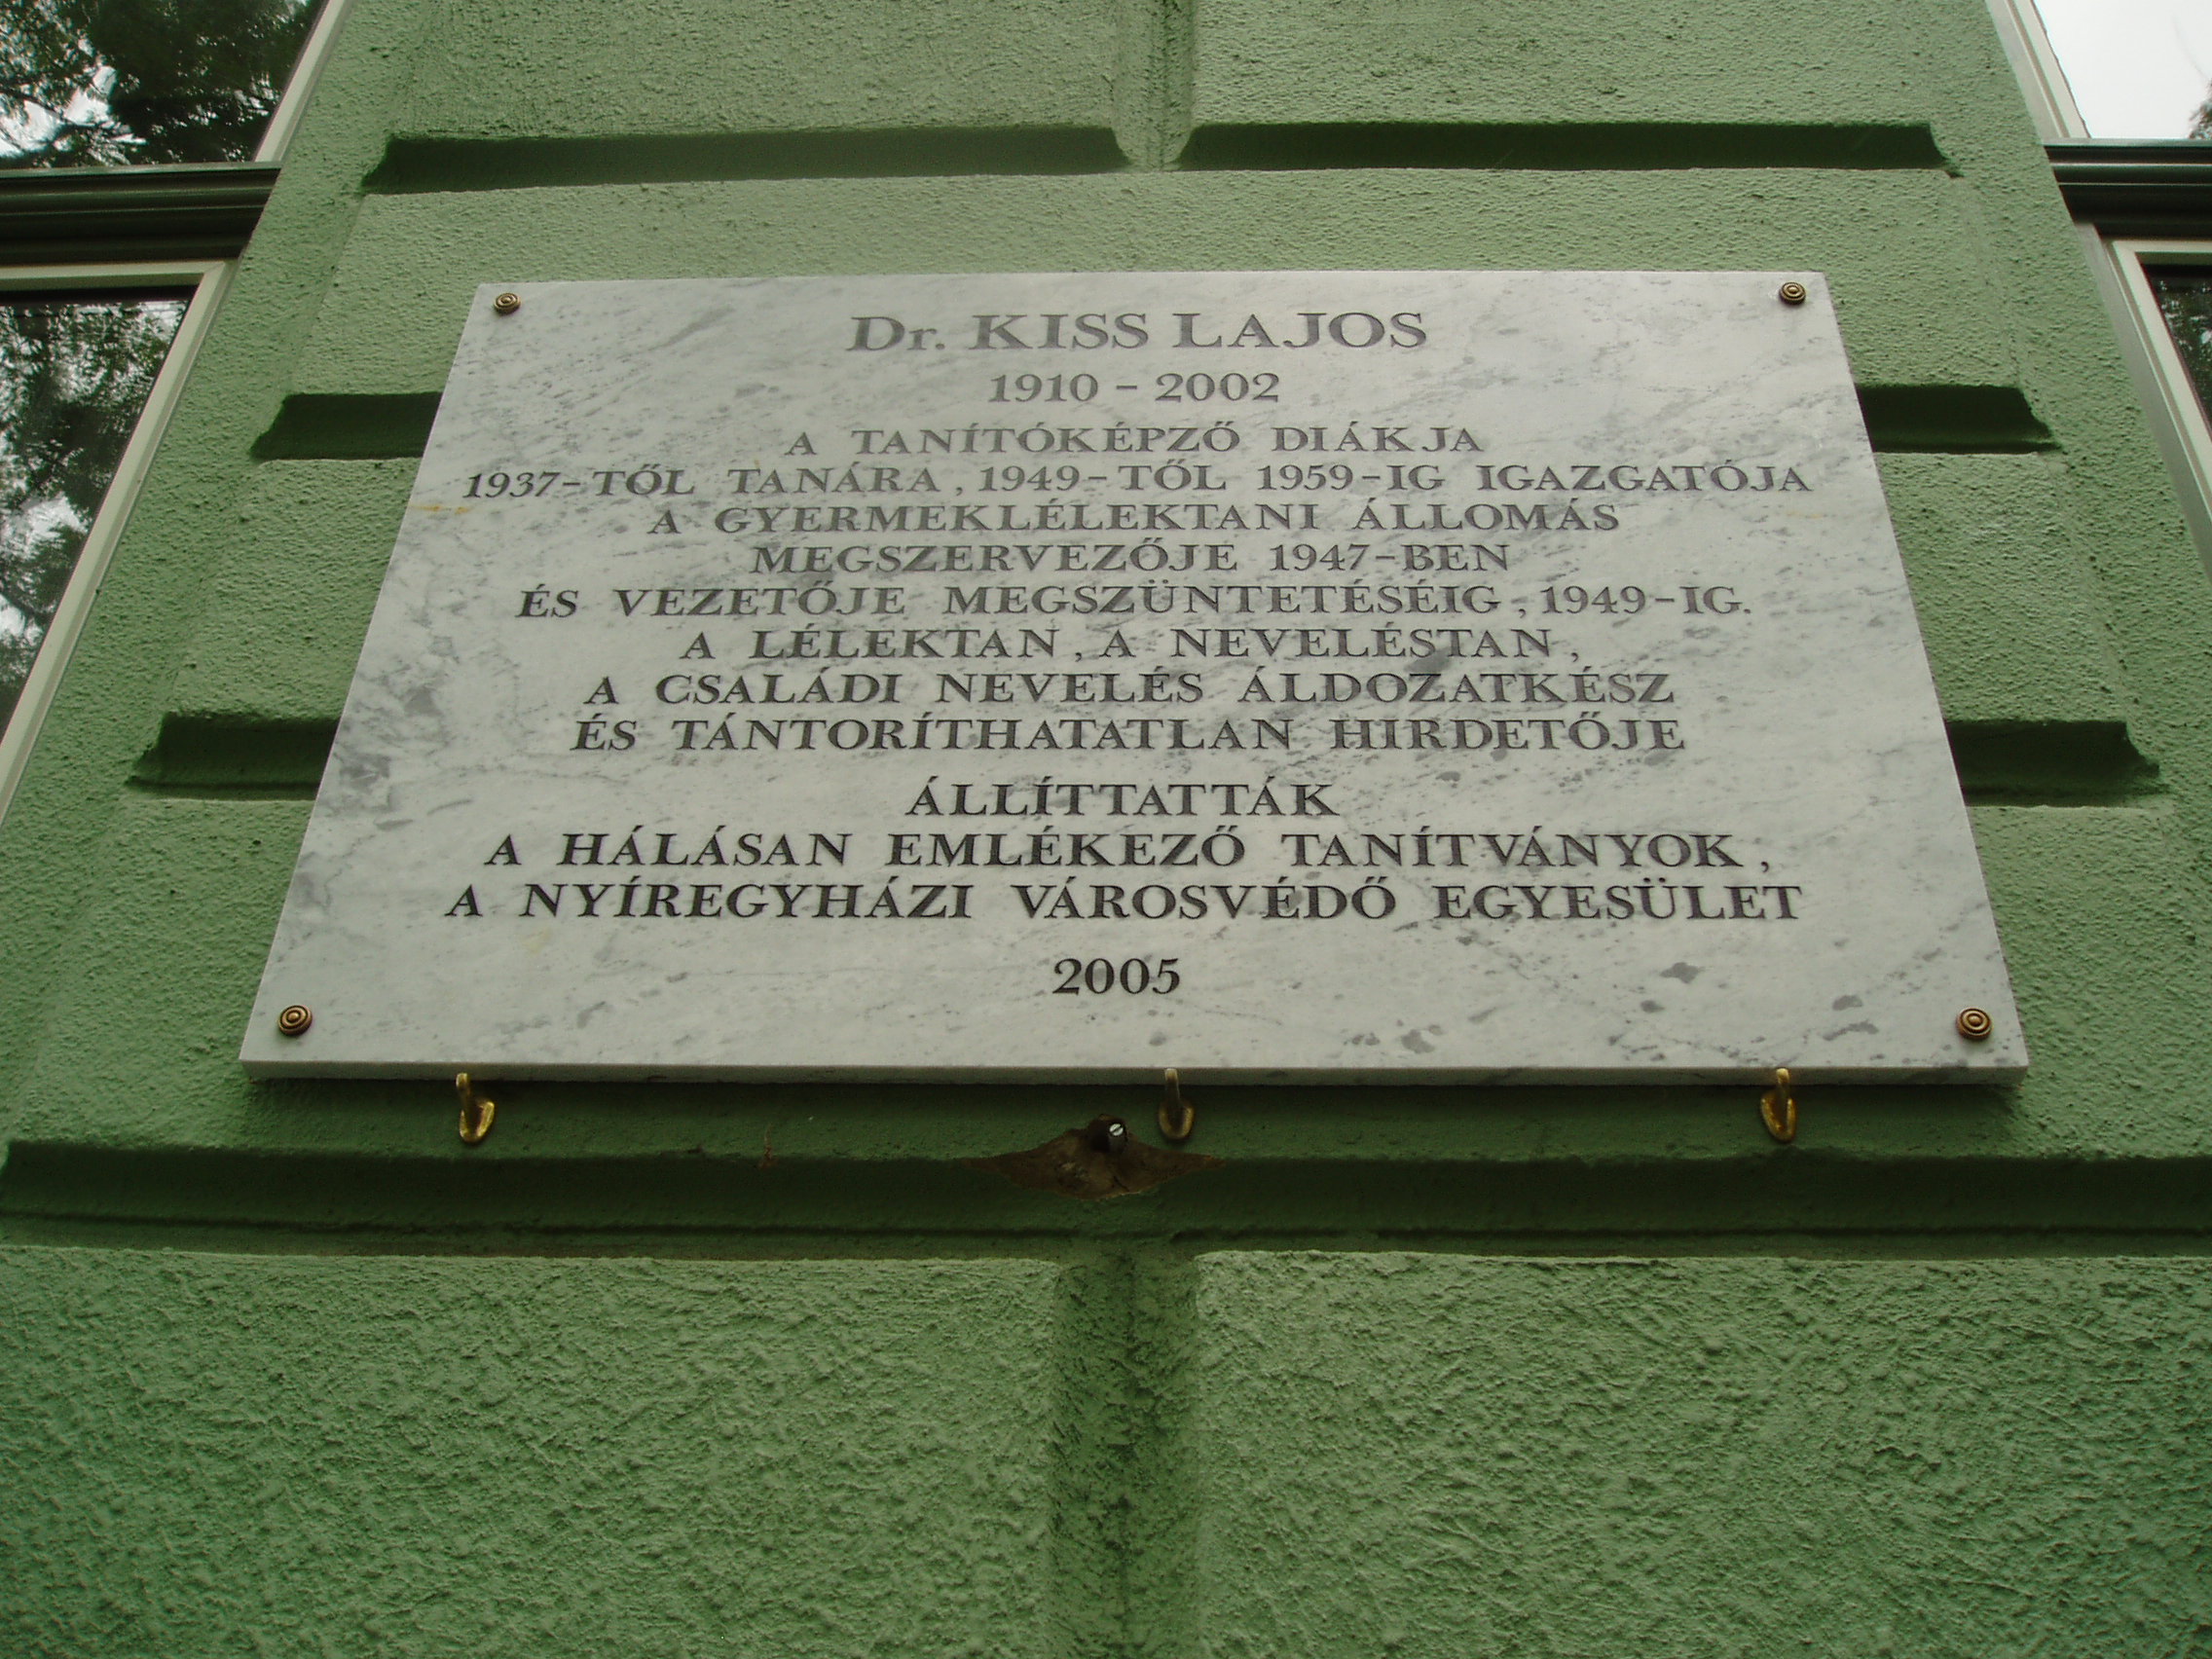 Dr. KISS LAJOS
1910 - 2002
A TANÍTÓKÉPZŐ DIÁKJA
1937-TŐL TANÁRA, 1949-TŐL 1959-IG IGAZGATÓJA
A GYERMEKLÉLEKTANI ÁLLOMÁS
MEGSZERVEZŐJE 1947-BEN
ÉS VEZETŐJE MEGSZÜNTETÉSÉIG, 1949-IG.
A LÉLEKTAN, A NEVELÉSTAN,
A CSALÁDI NEVELÉS ÁLDOZATKÉSZ
ÉS TÁNTORÍTHATATLAN HIRDETŐJE
ÁLLÍTTATTÁK
A HÁLÁSAN EMLÉKEZŐ TANÍTVÁNYOK,
A NYÍREGYHÁZI VÁROSVÉDŐ EGYESÜLET
2005